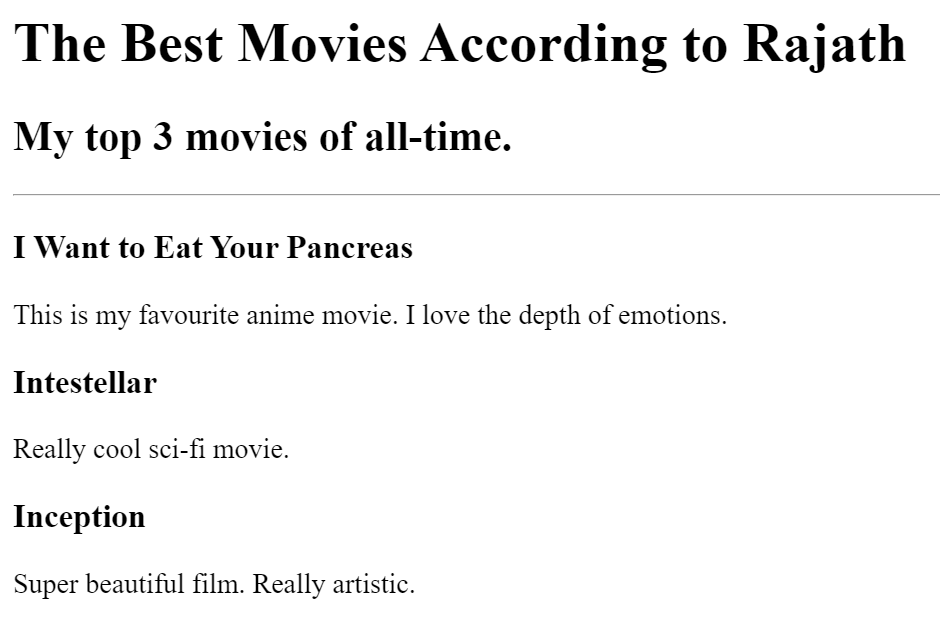 The Best Movies According to Rajath
My top 3 movies of all-time.
I Want to Eat Your Pancreas
This is my favourite anime movie. I love the depth of emotions.
Intestellar
Really cool sci-fi movie.
Inception
Super beautiful film. Really artistic.